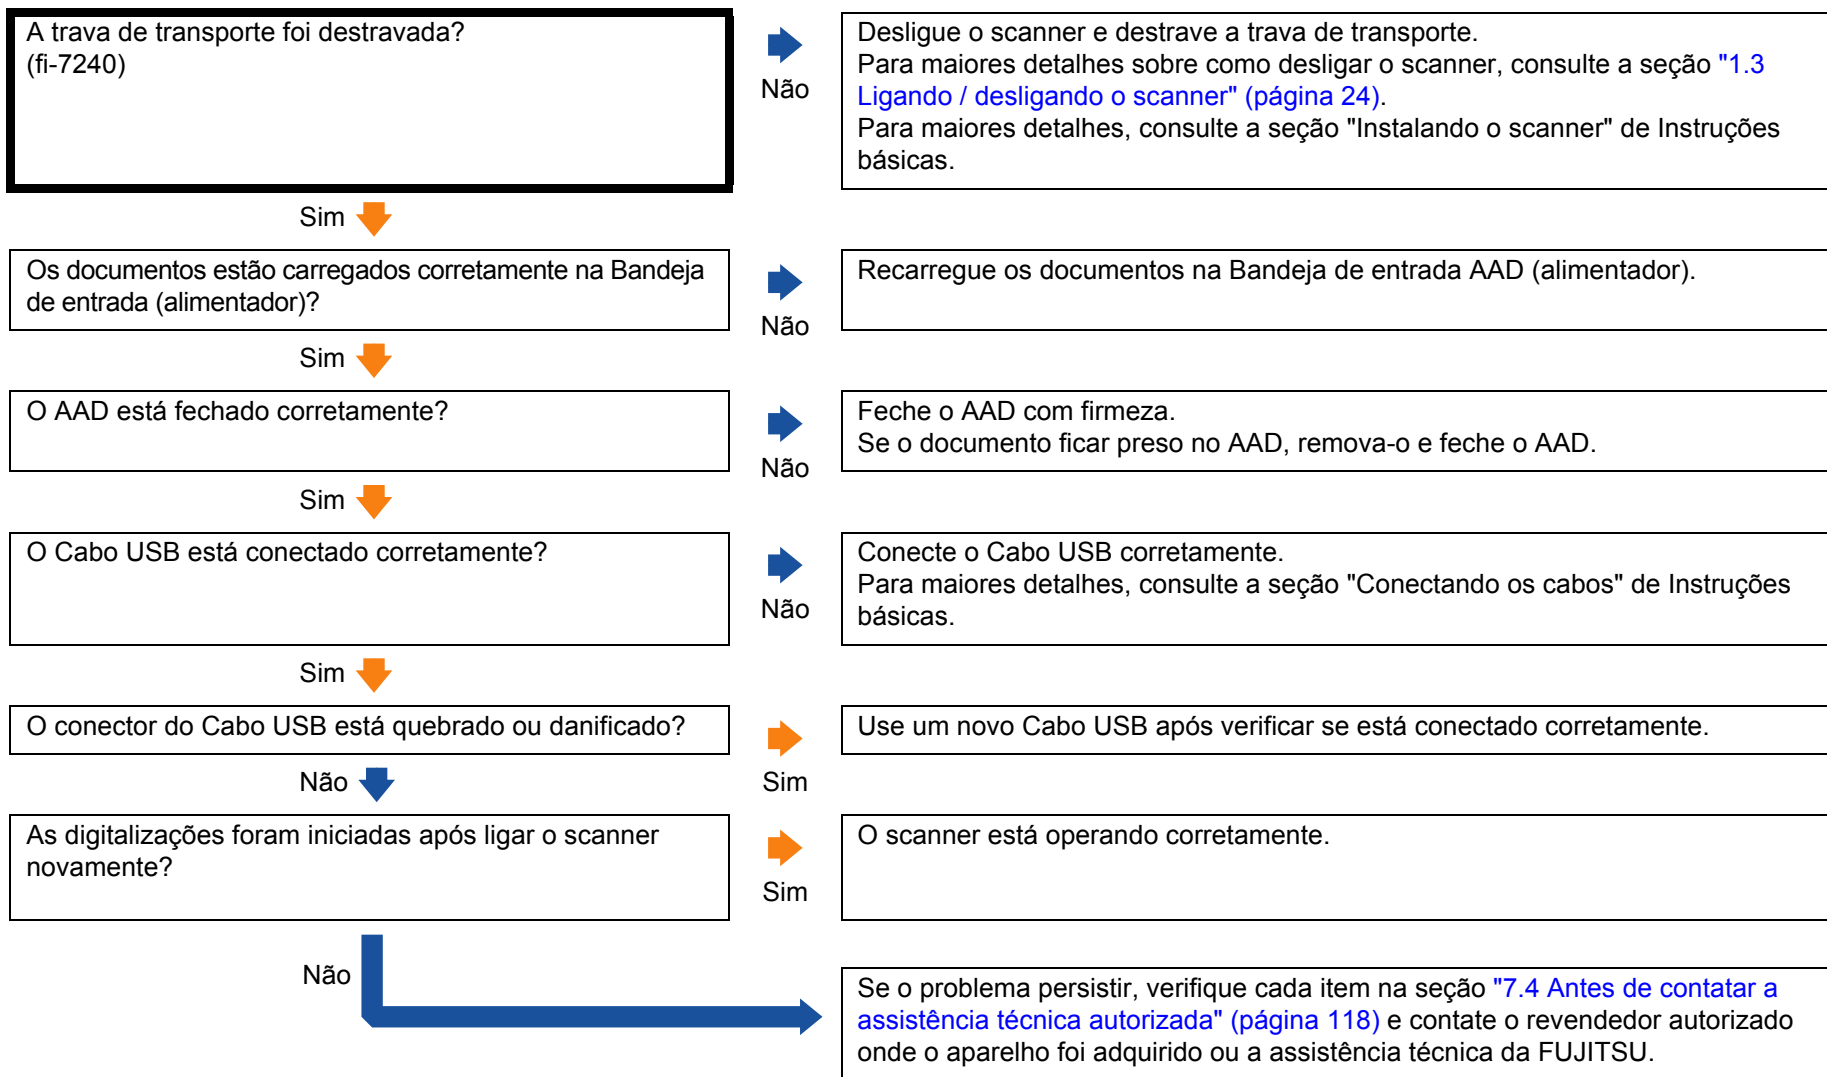 A trava de transporte foi destravada?
(fi-7240)
Não
Desligue o scanner e destrave a trava de transporte.
Para maiores detalhes sobre como desligar o scanner, consulte a seção "1.3
Ligando / desligando o scanner" (página 24).
Para maiores detalhes, consulte a seção "Instalando o scanner" de Instruções
básicas.
Sim
Os documentos estão carregados corretamente na Bandeja
de entrada (alimentador)?
Não
Recarregue os documentos na Bandeja de entrada AAD (alimentador).
Sim
O AAD está fechado corretamente?
Não
Feche o AAD com firmeza.
Se o documento ficar preso no AAD, remova-o e feche o AAD.
Sim
O Cabo USB está conectado corretamente?
Não
Conecte o Cabo USB corretamente.
Para maiores detalhes, consulte a seção "Conectando os cabos" de Instruções
básicas.
Sim
O conector do Cabo USB está quebrado ou danificado?
Sim
Use um novo Cabo USB após verificar se está conectado corretamente.
Não
As digitalizações foram iniciadas após ligar o scanner
novamente?
Sim
O scanner está operando corretamente.
Não
Se o problema persistir, verifique cada item na seção "7.4 Antes de contatar a
assistência técnica autorizada" (página 118) e contate o revendedor autorizado
onde o aparelho foi adquirido ou a assistência técnica da FUJITSU.